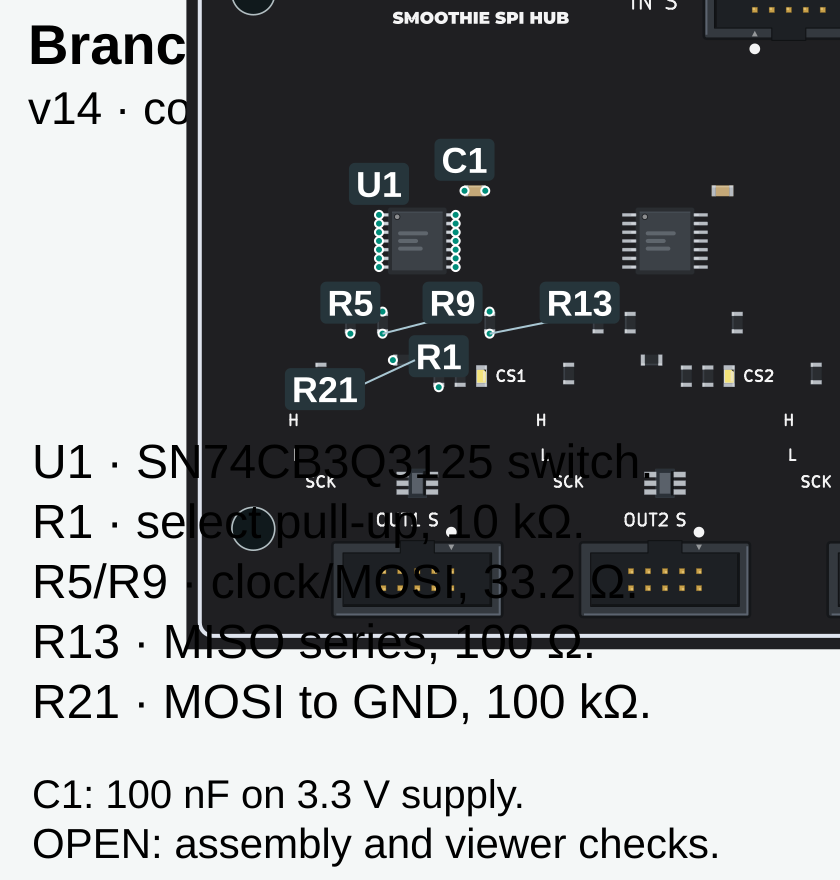 IN S
SMOOTHIE SPI HUB
Branc
v14 · co
C1
U1
R5 R9 R13
R1
R21
CS1 CS2
H H H
L L L
U1 · SN74CB3Q3125 switch.
SCK SCK SCK
R1 · select pull-up, 10 kΩ.
OUT1 S OUT2 S
R5/R9 · clock/MOSI, 33.2 Ω.
R13 · MISO series, 100 Ω.
R21 · MOSI to GND, 100 kΩ.
C1: 100 nF on 3.3 V supply.
OPEN: assembly and viewer checks.